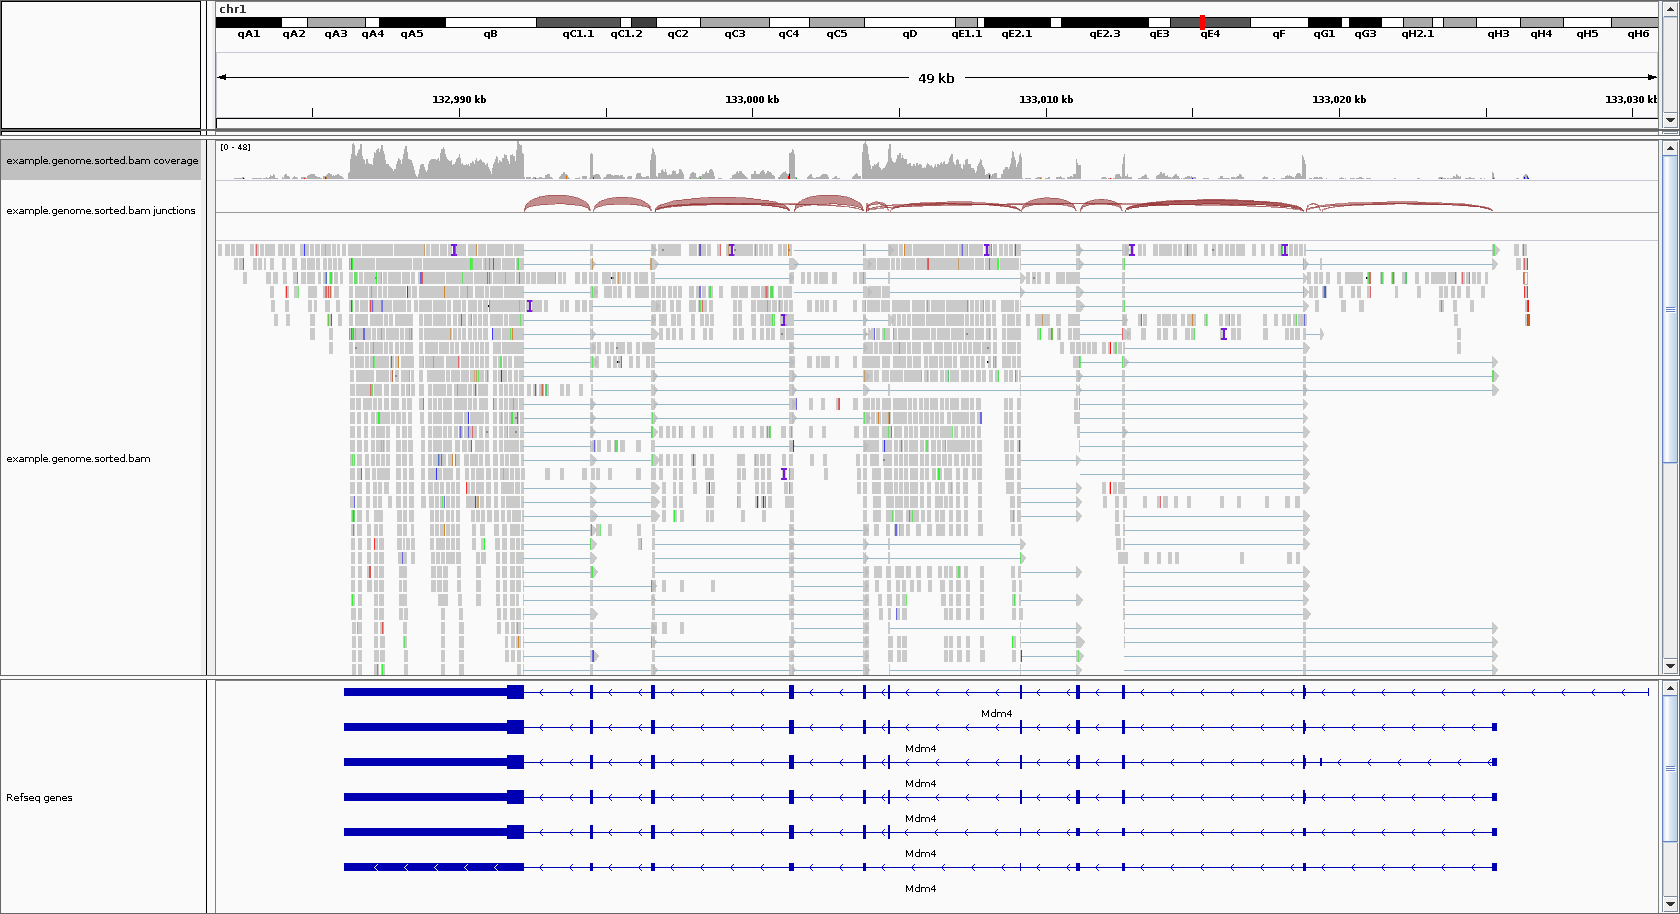 chr1
qA1 qA2 qA3 qA4 qA5 qB qC1.1 qC1.2 qC2 qC3 qC4 qC5 qD qE1.1 qE2.1 qE2.3 qE3 qE4 qF qG1 qG3 qH2.1 qH3 qH4 qH5 qH6
49 kb
132,990 kb 133,000 kb 133,010 kb 133,020 kb 133,030 kb
[0 - 48]
example.genome.sorted.bam coverage
example.genome.sorted.bam junctions
example.genome.sorted.bam
Mdm4
Mdm4
Mdm4
Refseq genes
Mdm4
Mdm4
Mdm4